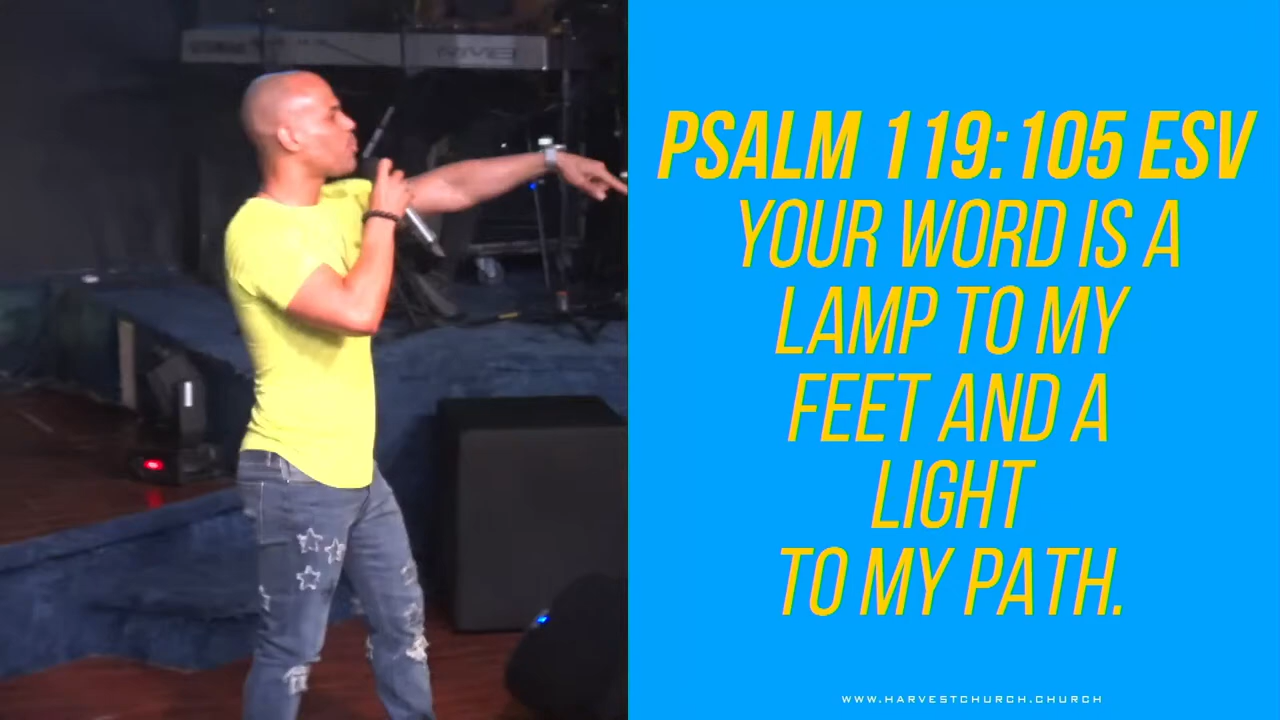 PSALM 119:105 ESV
YOUR WORD IS A
LAMP TO MY
FEET AND A
LIGHT
TO MY PATH.
WWW.HARVESTCHURCH.CHURCH